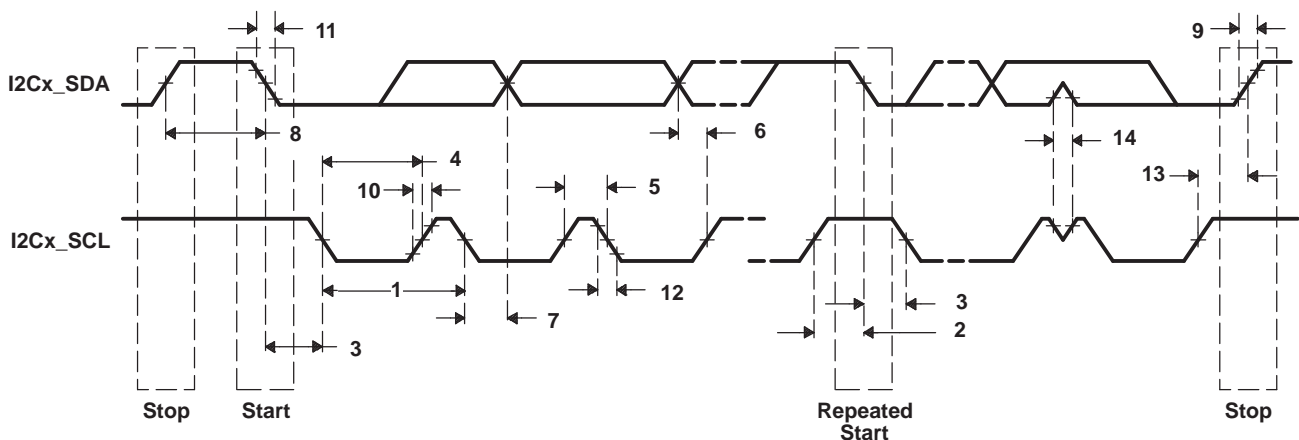 11
9
I2Cx_SDA
8
6
14
4
10
5
13
I2Cx_SCL
1
12
7
3
3
2
Stop
Start
Repeated
Start
Stop